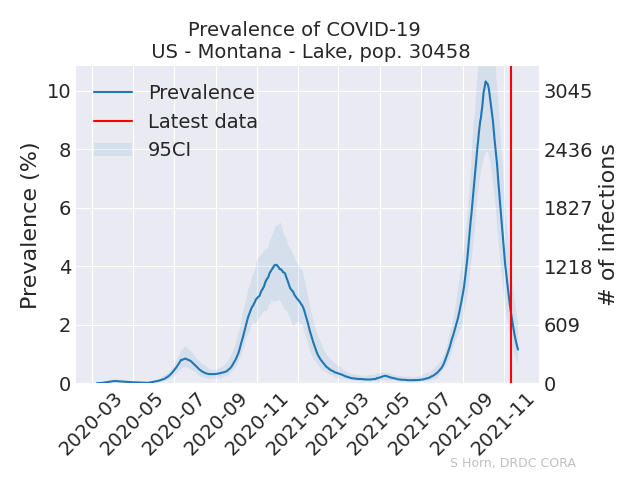 Prevalence of COVID-19
US - Montana - Lake, pop. 30458
Prevalence
Latest data
95CI
Prevalence (%)
10
8
6
4
2
0
3045
2436
1827
1218
609
0
# of infections
2020-03
2020-05
2020-07
2020-09
2020-11
2021-01
2021-03
2021-05
2021-07
2021-09
2021-11
S Horn, DRDC CORA